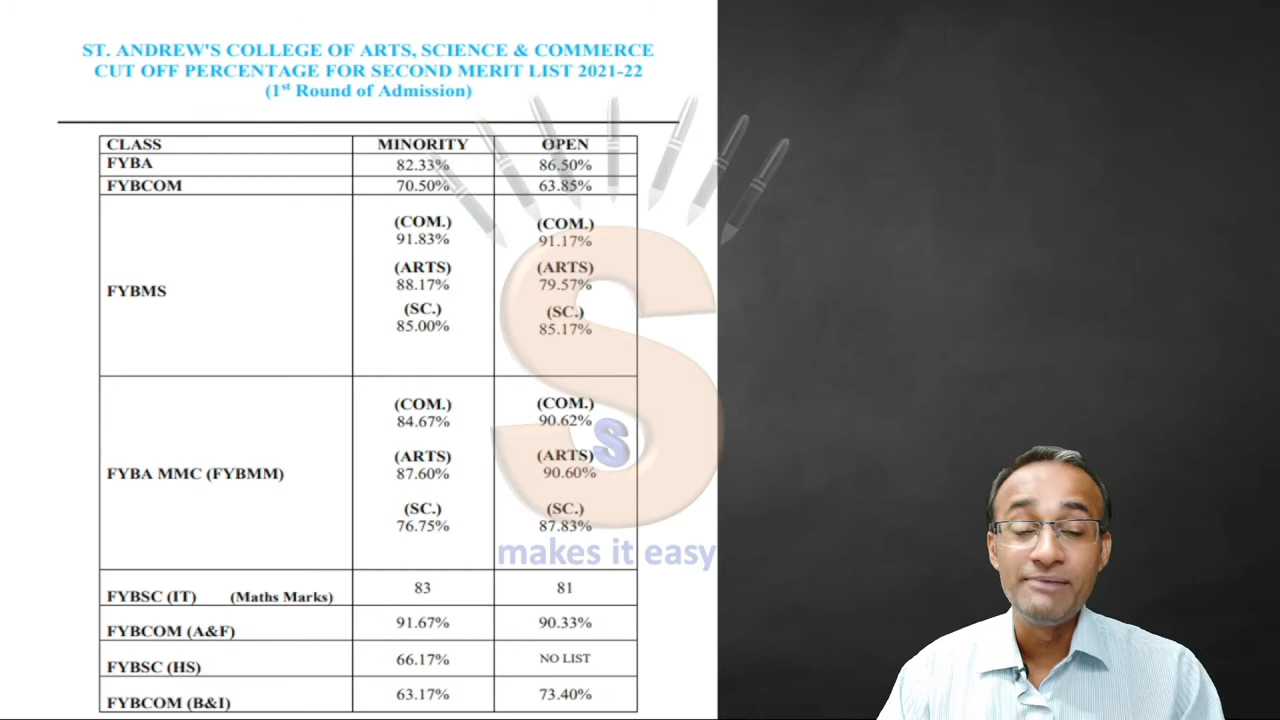 ST. ANDREW'S COLLEGE OF ARTS, SCIENCE & COMMERCE
CUT OFF PERCENTAGE FOR SECOND MERIT LIST 2021-22
(1st Round of Admission)
CLASS MINORITY OPEN
FYBA 82.33% 86.50%
FYBCOM 70.50% 63.85%
FYBMS
(COM.) (COM.)
91.83% 91.17%
(ARTS) (ARTS)
88.17% 79.57%
(SC.) (SC.)
85.00% 85.17%
FYBA MMC (FYBMM)
(COM.) (COM.)
84.67% 90.62%
(ARTS) (ARTS)
87.60% 90.60%
(SC.) (SC.)
76.75% 87.83%
FYBSC (IT) (Maths Marks) 83 81
FYBCOM (A&F) 91.67% 90.33%
FYBSC (HS) 66.17% NO LIST
FYBCOM (B&I) 63.17% 73.40%
S
s
makes it easy